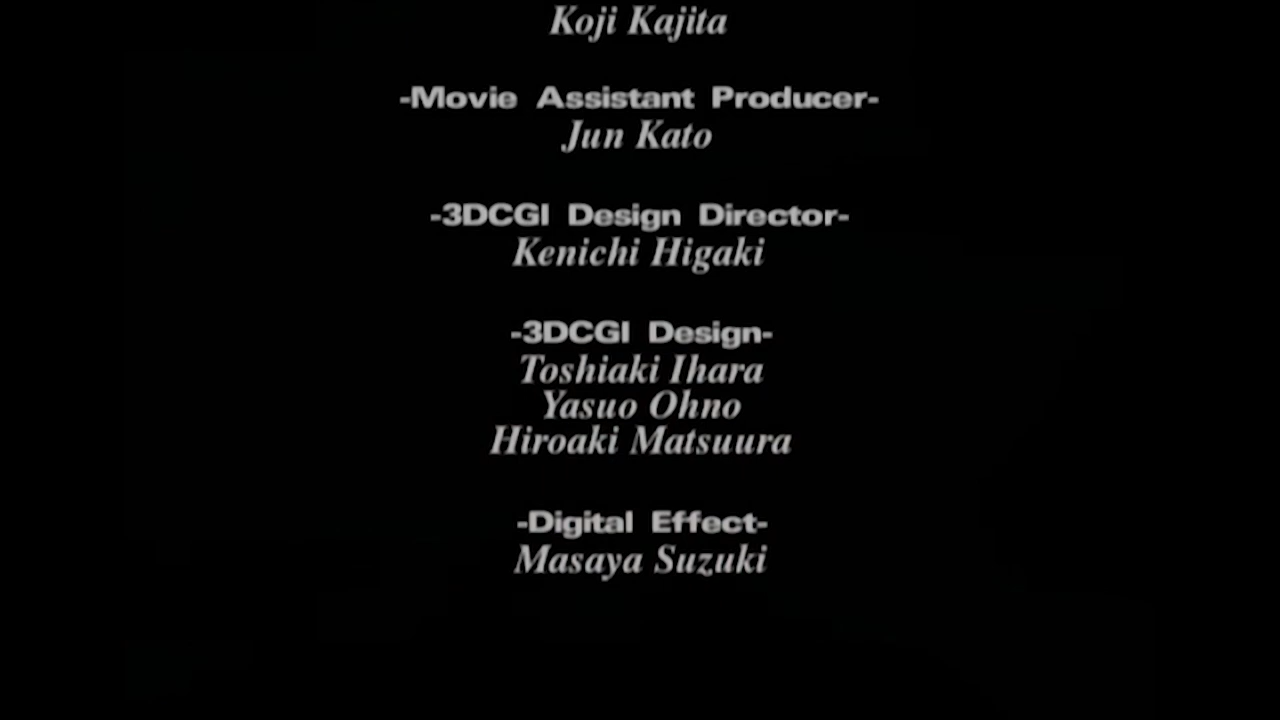 Koji Kajita
-Movie Assistant Producer-
Jun Kato
-3DCGI Design Director-
Kenichi Higaki
-3DCGI Design-
Toshiaki Ihara
Yasuo Ohno
Hiroaki Matsuura
-Digital Effect-
Masaya Suzuki